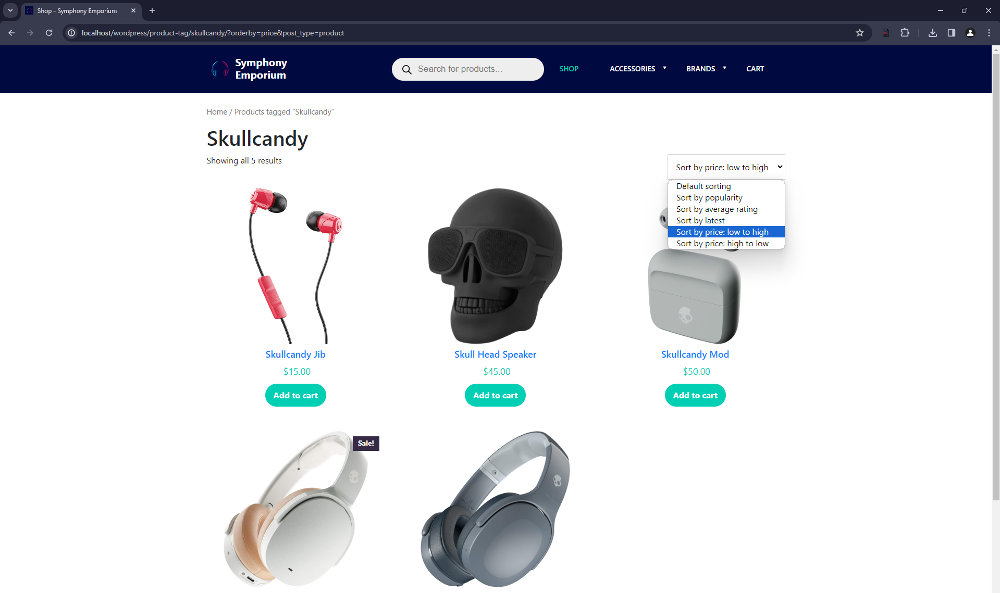 Shop - Symphony Emporium
localhost/wordpress/product-tag/skullcandy/?orderby=price&post_type=product
Symphony
Emporium
Search for products...
SHOP
ACCESSORIES
BRANDS
CART
Home / Products tagged “Skullcandy”
Skullcandy
Showing all 5 results
Sort by price: low to high
Default sorting
Sort by popularity
Sort by average rating
Sort by latest
Sort by price: low to high
Sort by price: high to low
Skullcandy Jib
$15.00
Add to cart
Skull Head Speaker
$45.00
Add to cart
Skullcandy Mod
$50.00
Add to cart
Sale!